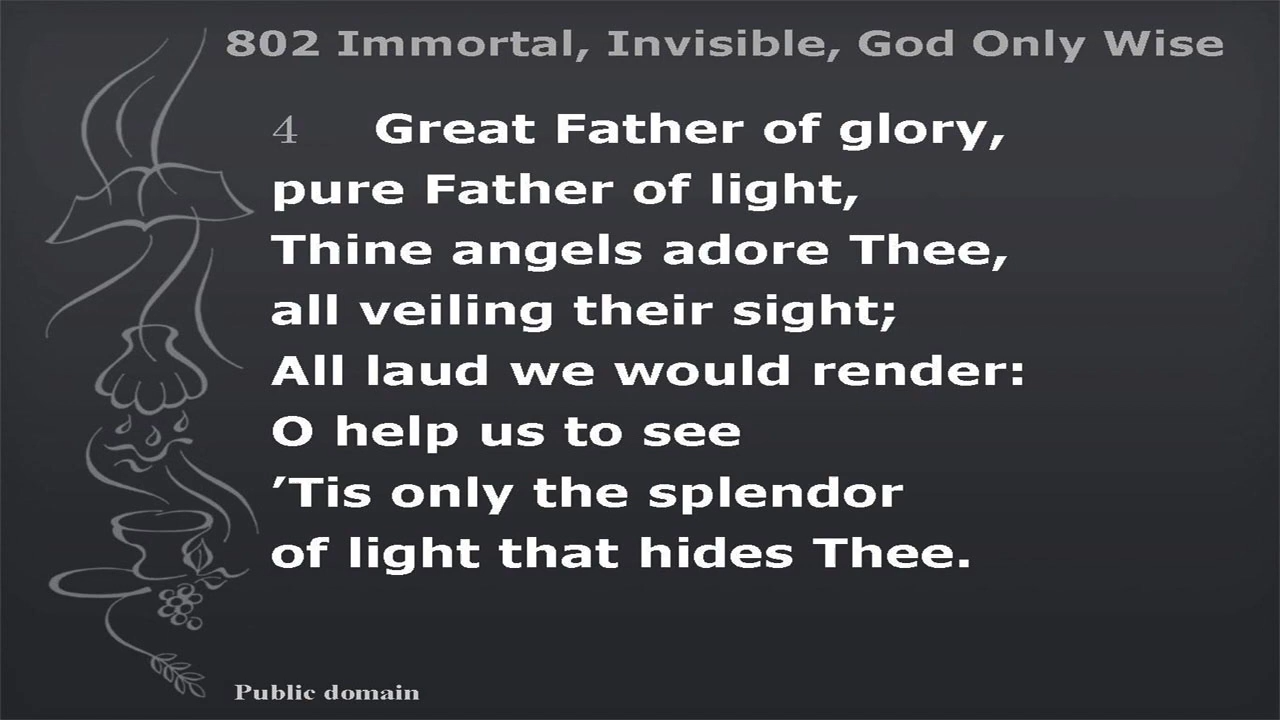 802 Immortal, Invisible, God Only Wise
4 Great Father of glory,
pure Father of light,
Thine angels adore Thee,
all veiling their sight;
All laud we would render:
O help us to see
’Tis only the splendor
of light that hides Thee.
Public domain